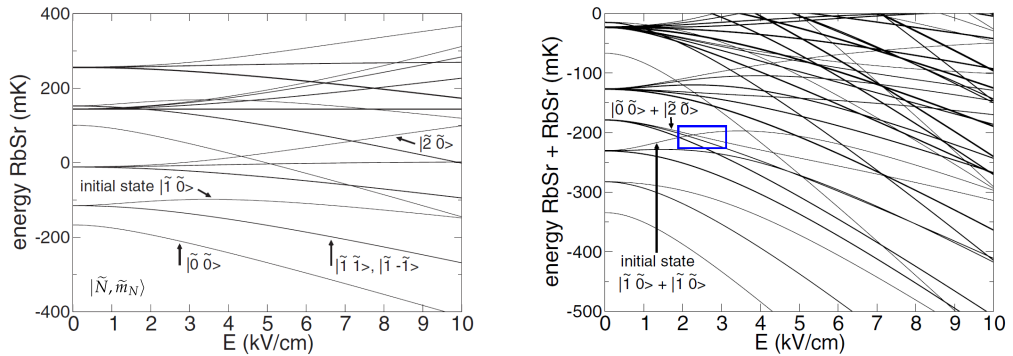 400
200
0
-200
-400
energy RbSr (mK)
|2̃ 0̃>
initial state |1̃ 0̃>
|0̃ 0̃>
|1̃ 1̃>, |1̃ -1̃>
|Ñ, m̃_N⟩
0 1 2 3 4 5 6 7 8 9 10
E (kV/cm)
0
-100
-200
-300
-400
-500
energy RbSr + RbSr (mK)
|0̃ 0̃> + |2̃ 0̃>
initial state
|1̃ 0̃> + |1̃ 0̃>
0 1 2 3 4 5 6 7 8 9 10
E (kV/cm)